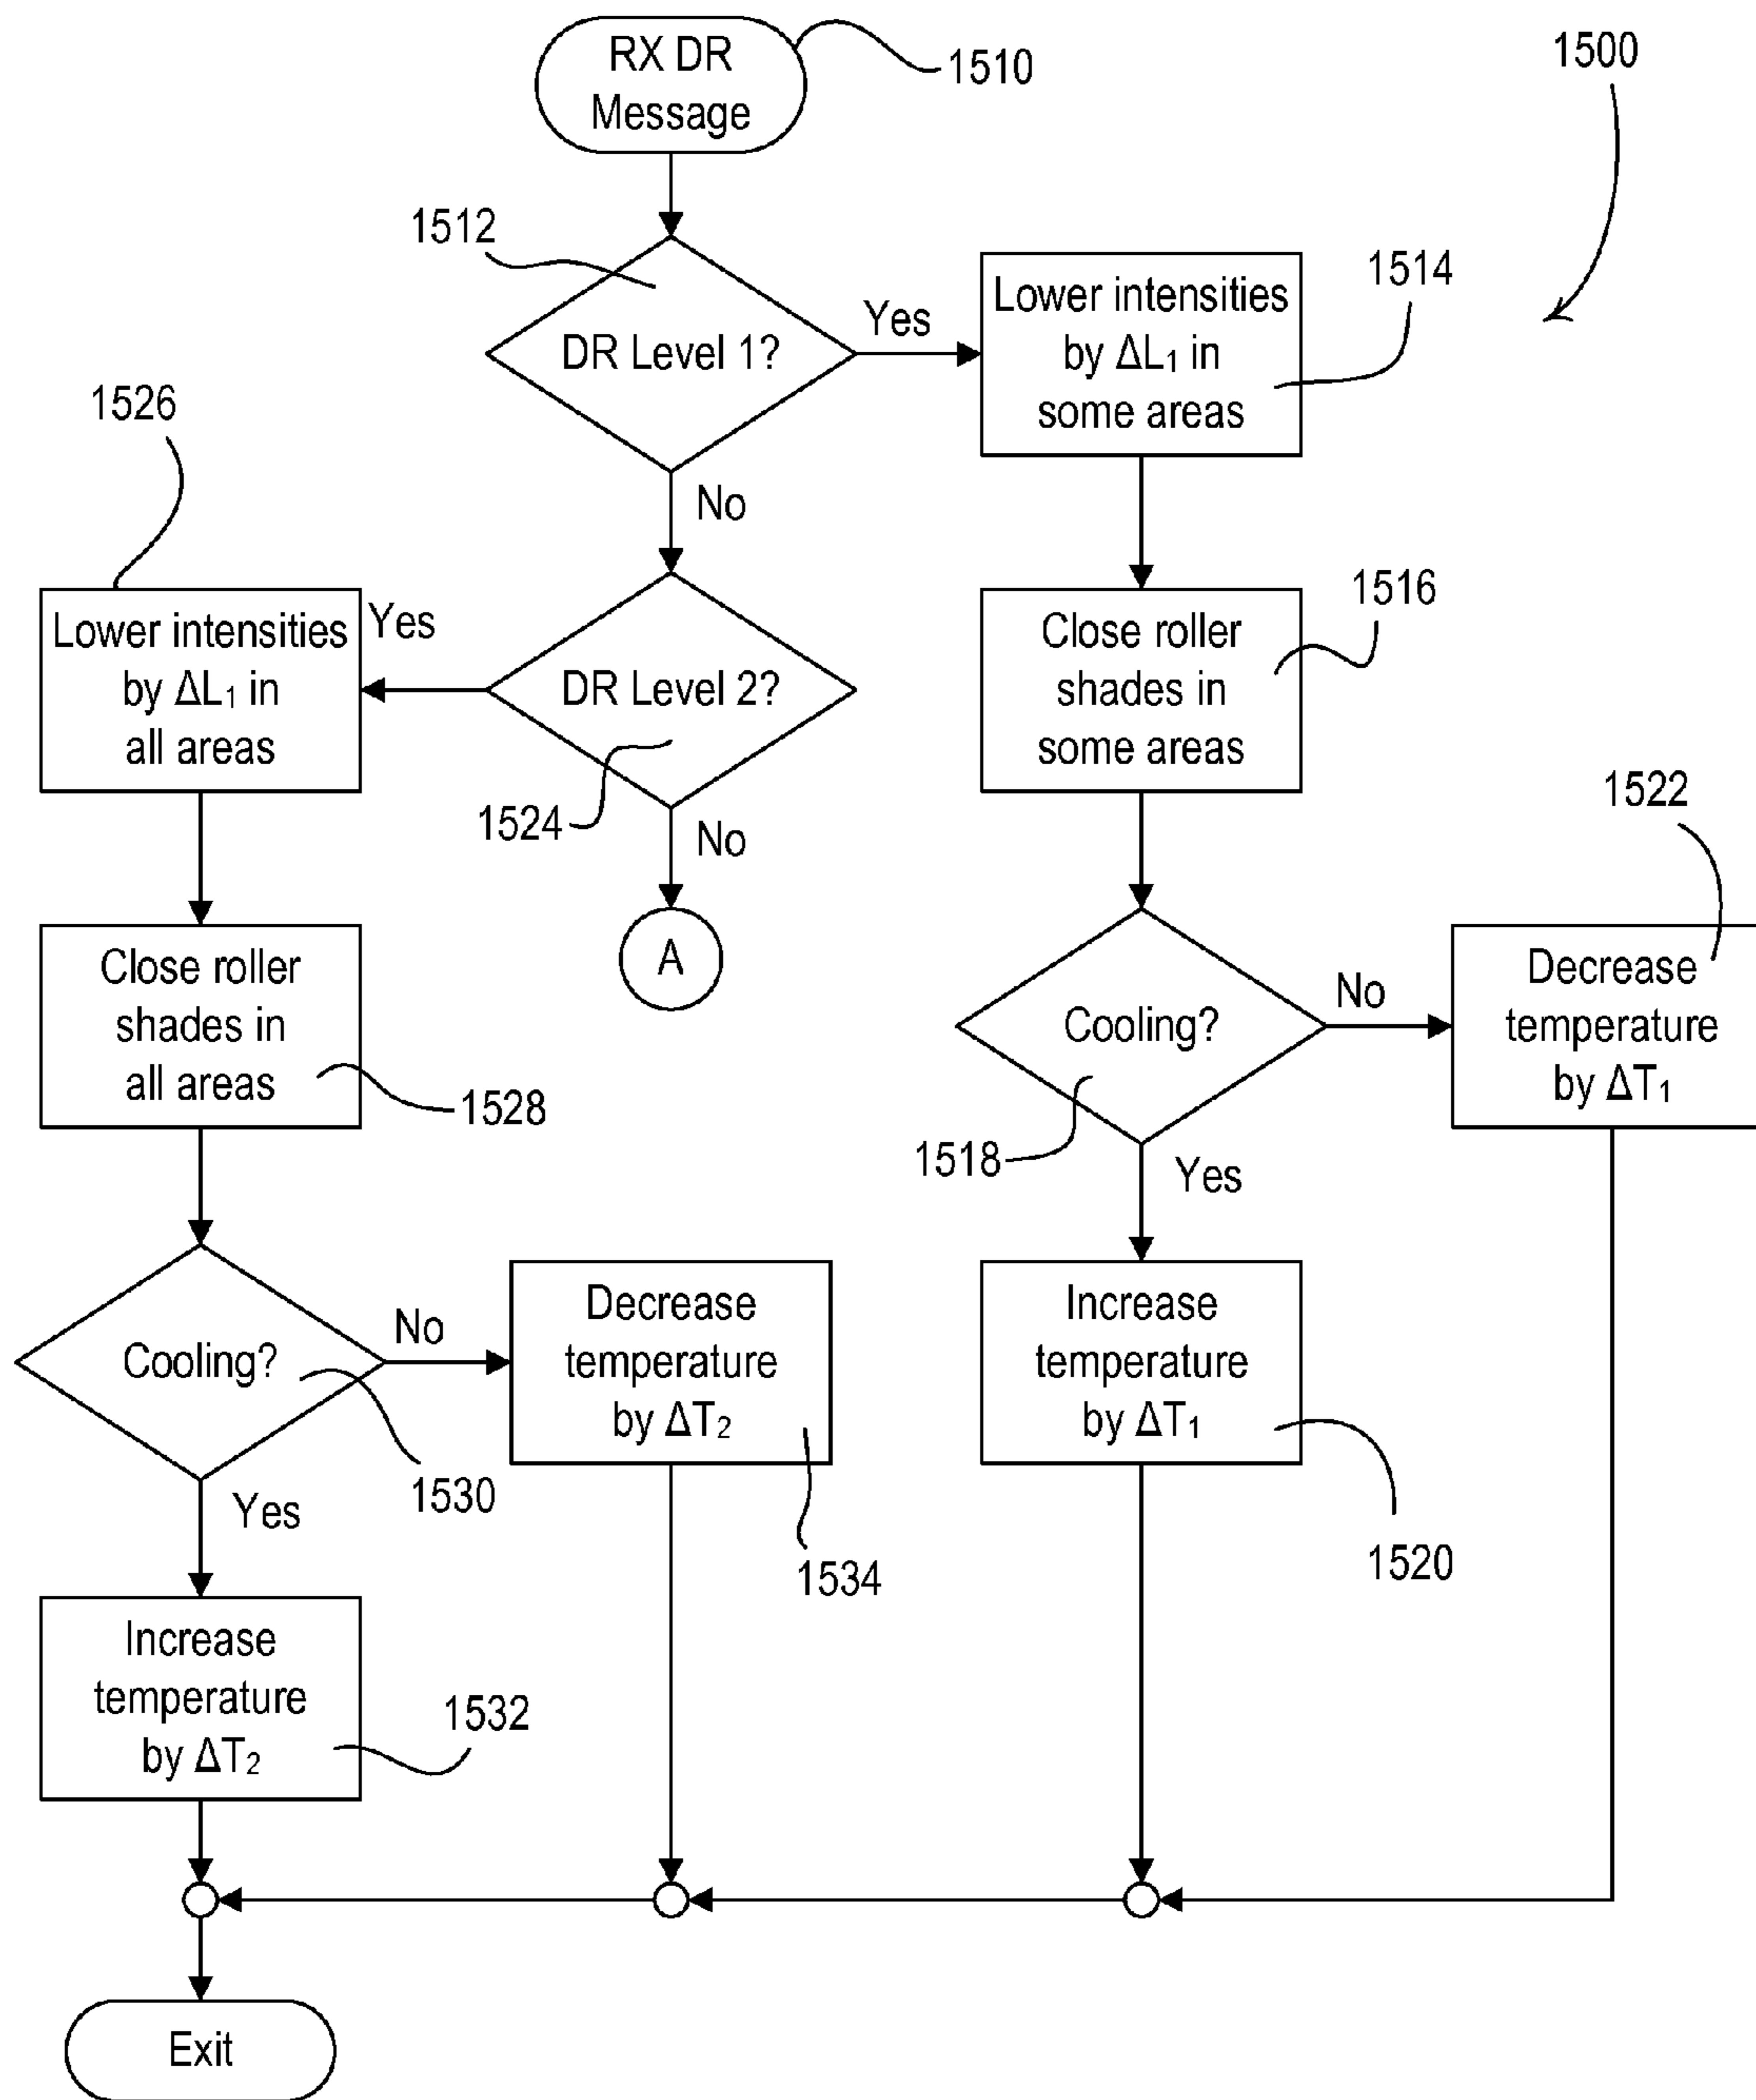 RX DR
Message
1510
1500
1512
DR Level 1?
Yes
No
Lower intensities
by ΔL₁ in
some areas
1514
1526
Lower intensities
by ΔL₁ in
all areas
Yes
DR Level 2?
1524
No
A
Close roller
shades in
some areas
1516
1522
Close roller
shades in
all areas
1528
Cooling?
No
1518
Yes
Decrease
temperature
by ΔT₁
Cooling?
No
1530
Yes
Decrease
temperature
by ΔT₂
1534
Increase
temperature
by ΔT₁
1520
Increase
temperature
by ΔT₂
1532
Exit